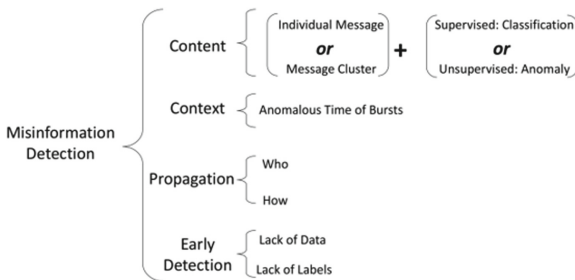 Misinformation
Detection
Content
Individual Message
or
Message Cluster
+
Supervised: Classification
or
Unsupervised: Anomaly
Context
Anomalous Time of Bursts
Propagation
Who
How
Early
Detection
Lack of Data
Lack of Labels